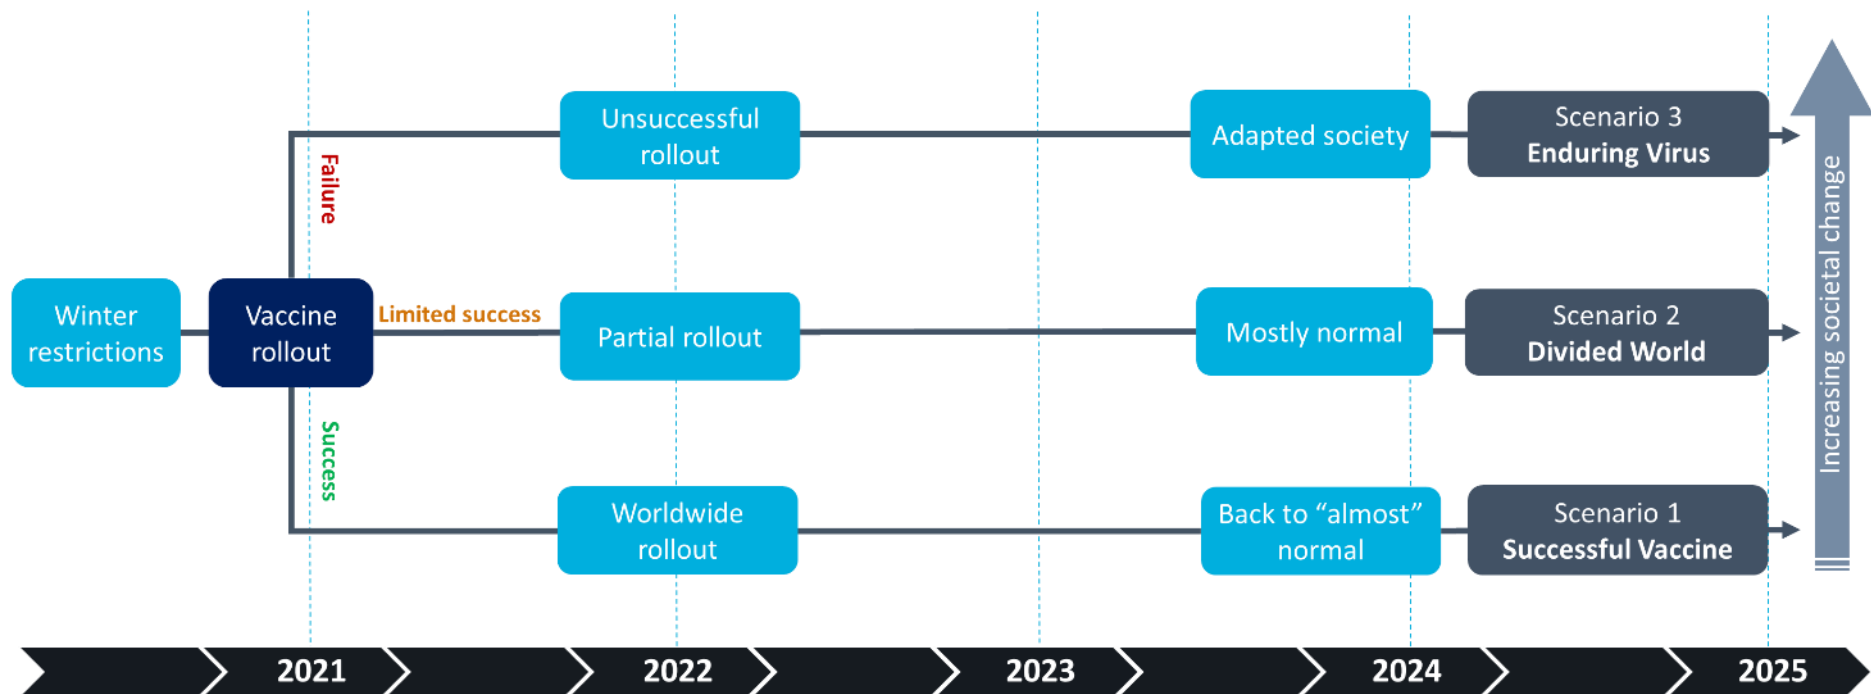 Unsuccessful
rollout
Adapted society
Scenario 3
Enduring Virus
Failure
Winter
restrictions
Vaccine
rollout
Limited success
Partial rollout
Mostly normal
Scenario 2
Divided World
Success
Worldwide
rollout
Back to “almost”
normal
Scenario 1
Successful Vaccine
Increasing societal change
2021
2022
2023
2024
2025